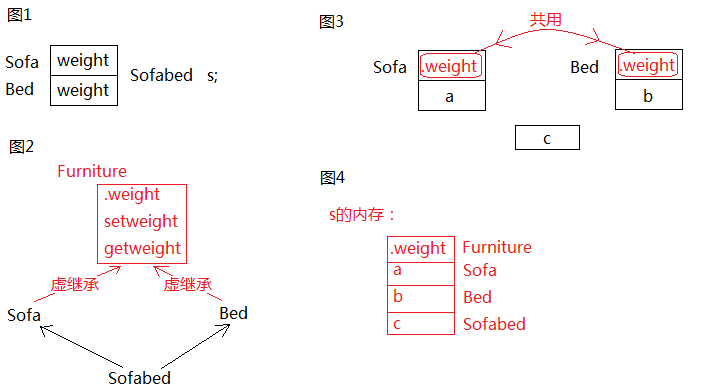 图1
Sofa weight
Bed weight
Sofabed s;
图2
Furniture
.weight
setweight
getweight
虚继承 虚继承
Sofa Bed
Sofabed
图3
共用
Sofa .weight Bed .weight
a b
c
图4
s的内存：
.weight Furniture
a Sofa
b Bed
c Sofabed